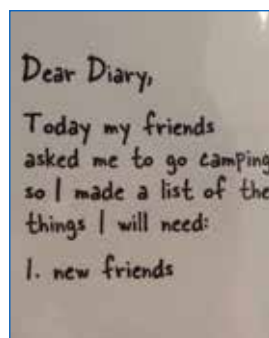 Dear Diary,
Today my friends
asked me to go camping
so I made a list of the
things I will need:
1. new friends